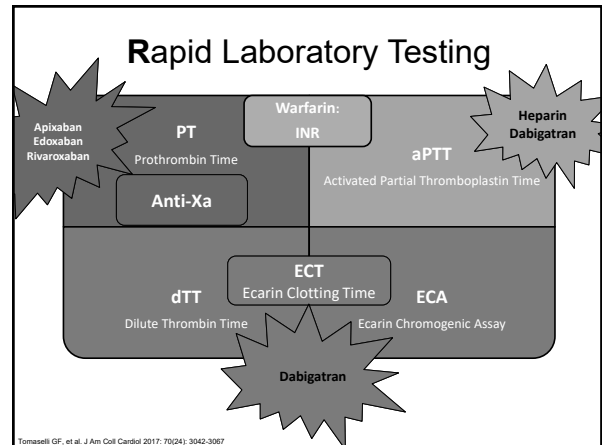 Rapid Laboratory Testing
Apixaban
Edoxaban
Rivaroxaban
PT
Prothrombin Time
Anti-Xa
Warfarin:
INR
aPTT
Activated Partial Thromboplastin Time
Heparin
Dabigatran
dTT
Dilute Thrombin Time
ECT
Ecarin Clotting Time
ECA
Ecarin Chromogenic Assay
Dabigatran
Tomaselli GF, et al. J Am Coll Cardiol 2017: 70(24): 3042-3067